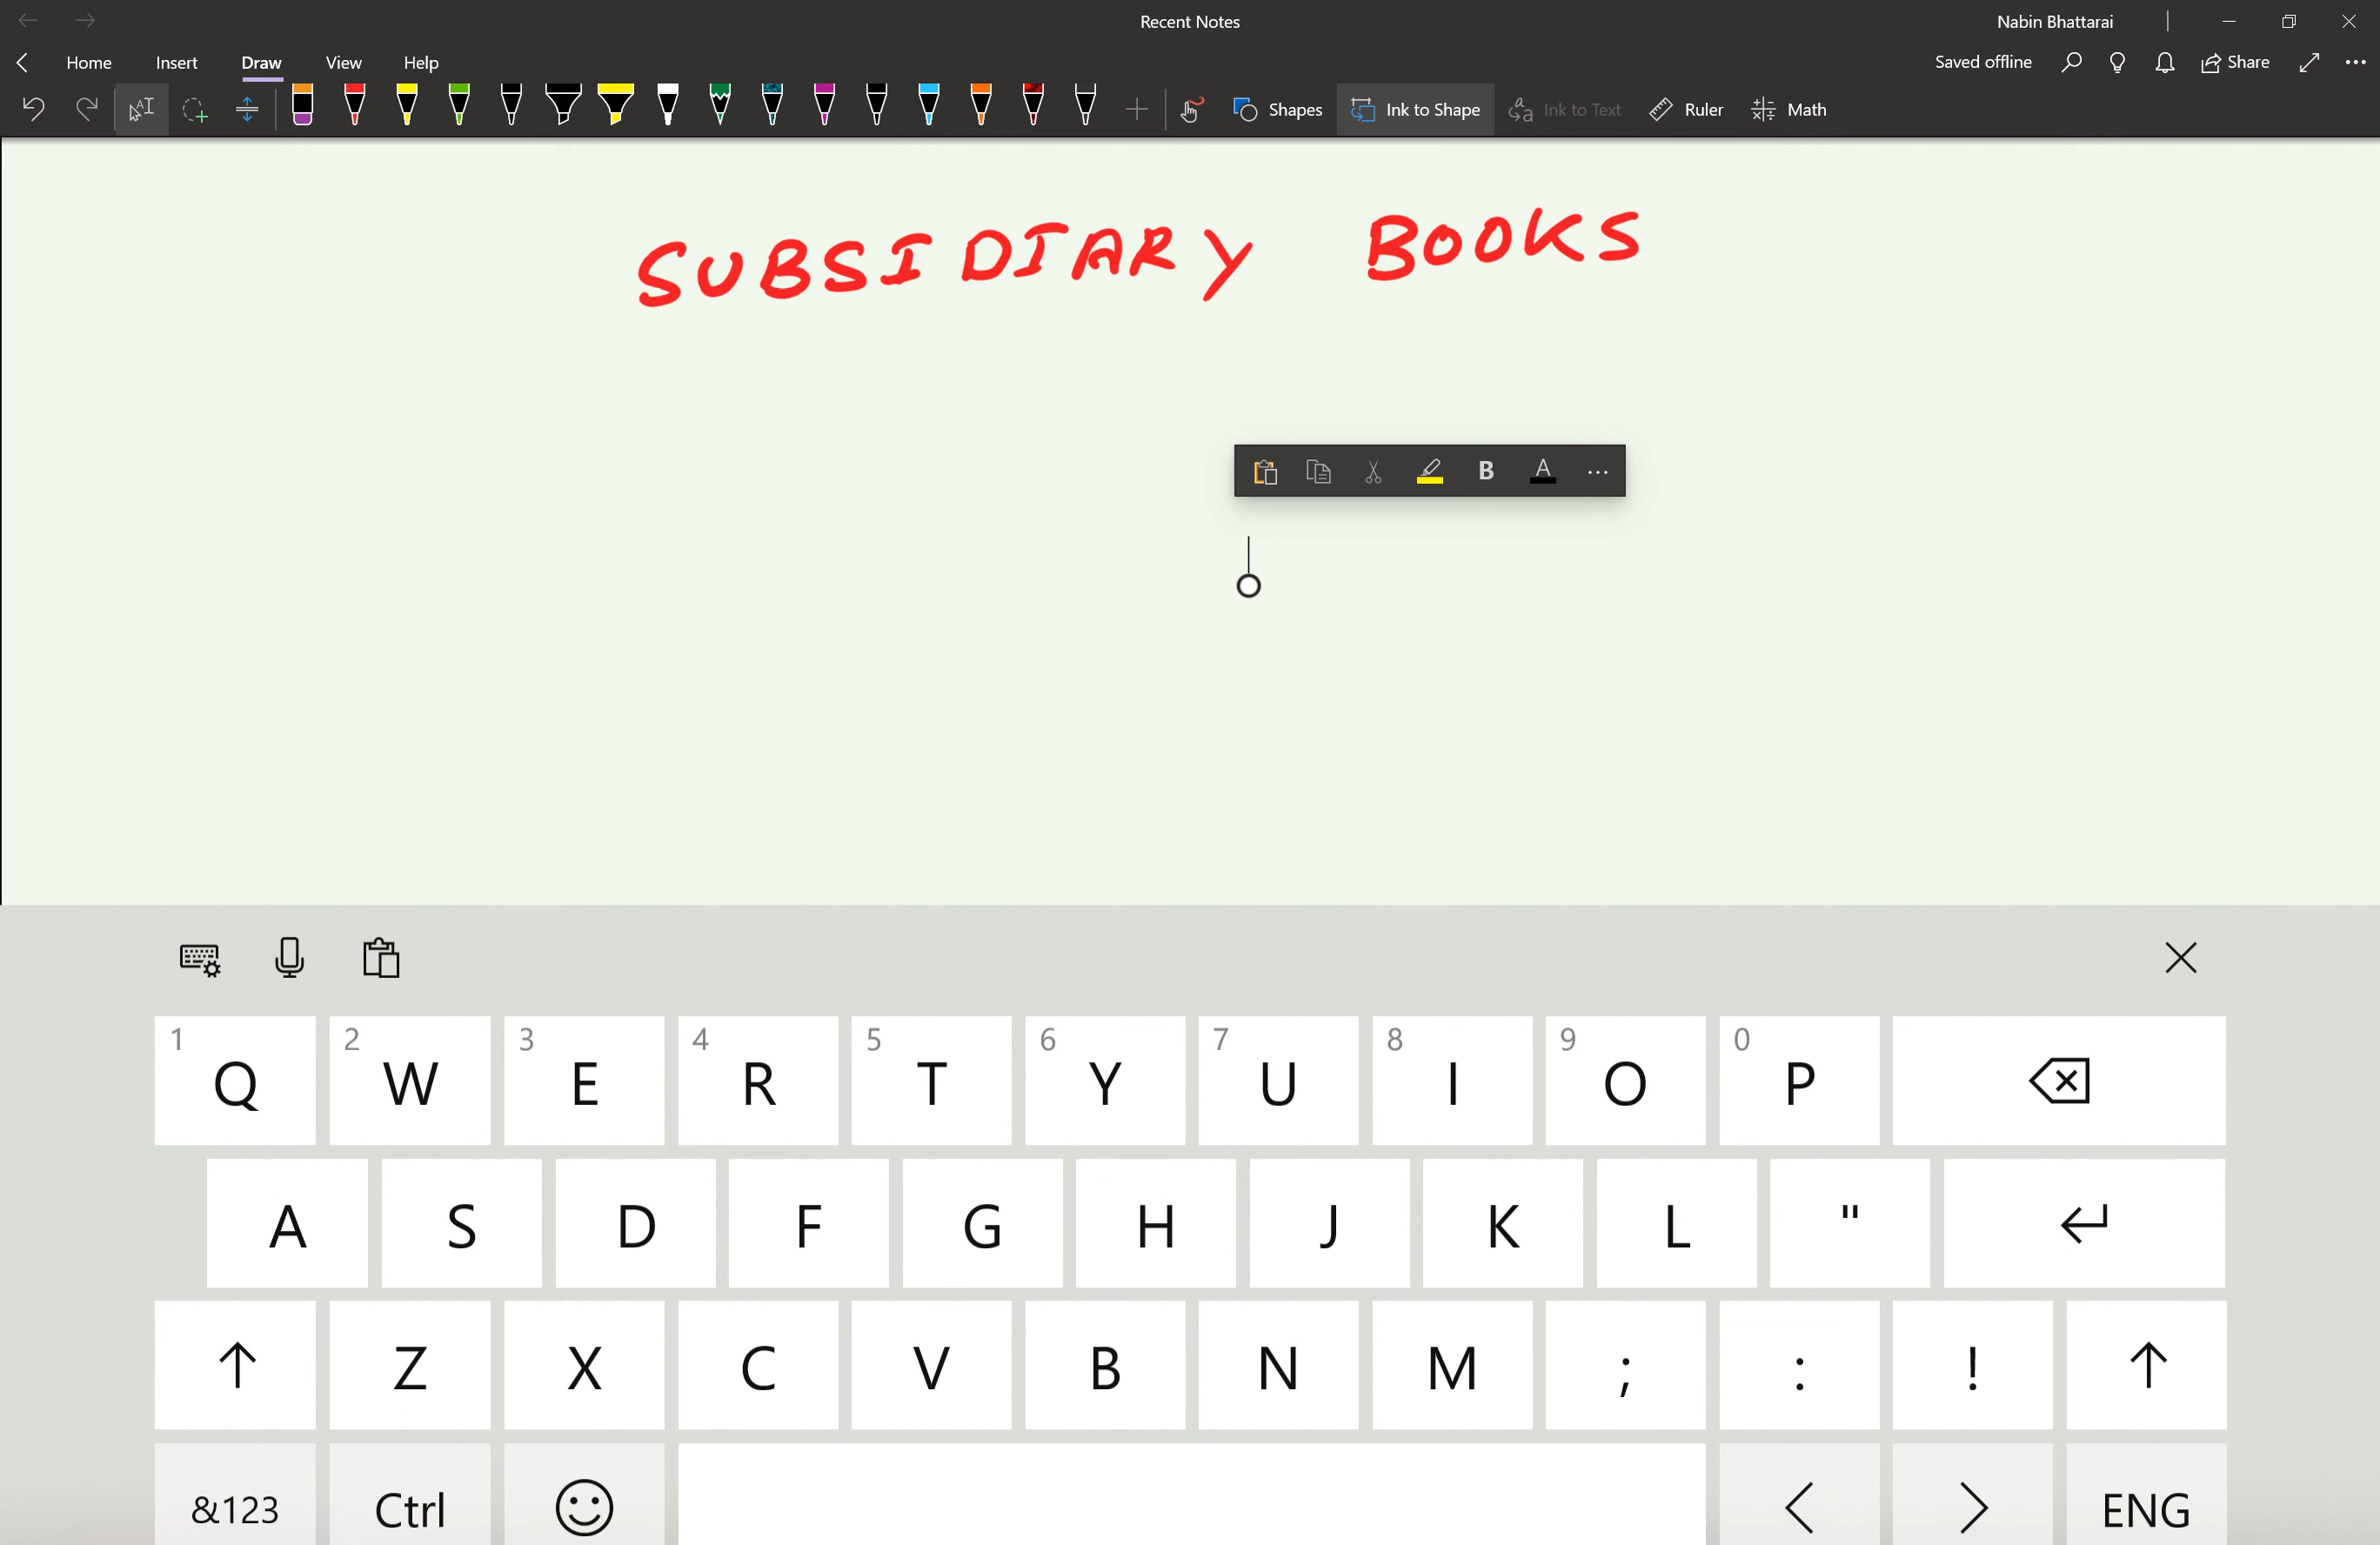 Recent Notes
Nabin Bhattarai
Home Insert Draw View Help
Saved offline Share
Shapes Ink to Shape Ink to Text Ruler Math
SUBSIDIARY BOOKS
B A
1 Q 2 W 3 E 4 R 5 T 6 Y 7 U 8 I 9 O 0 P
A S D F G H J K L "
Z X C V B N M ; : !
&123 Ctrl ENG